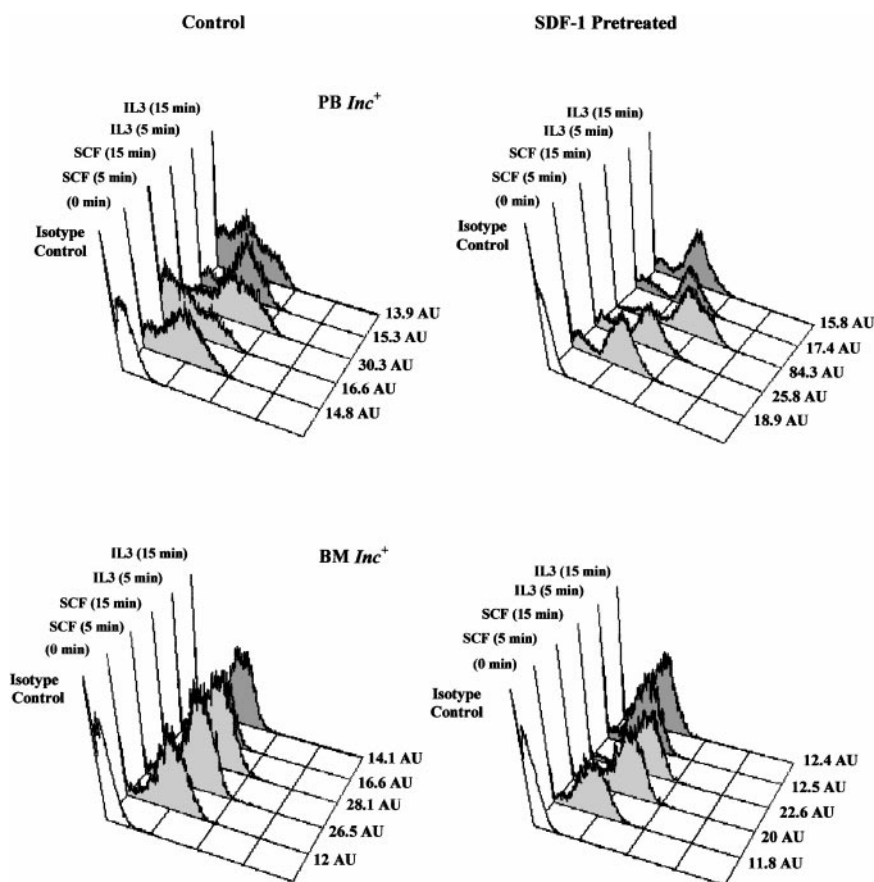 Control
SDF-1 Pretreated
PB Inc+
IL3 (15 min)
IL3 (5 min)
SCF (15 min)
SCF (5 min)
(0 min)
Isotype
Control
13.9 AU
15.3 AU
30.3 AU
16.6 AU
14.8 AU
IL3 (15 min)
IL3 (5 min)
SCF (15 min)
SCF (5 min)
(0 min)
Isotype
Control
15.8 AU
17.4 AU
84.3 AU
25.8 AU
18.9 AU
BM Inc+
IL3 (15 min)
IL3 (5 min)
SCF (15 min)
SCF (5 min)
(0 min)
Isotype
Control
14.1 AU
16.6 AU
28.1 AU
26.5 AU
12 AU
IL3 (15 min)
IL3 (5 min)
SCF (15 min)
SCF (5 min)
(0 min)
Isotype
Control
12.4 AU
12.5 AU
22.6 AU
20 AU
11.8 AU